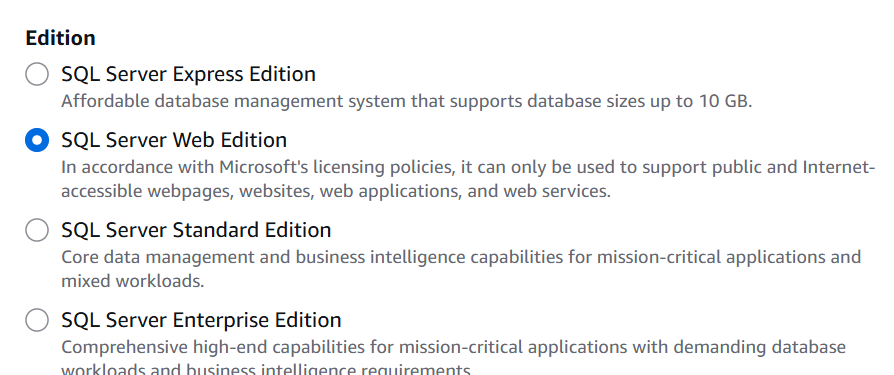 Edition
SQL Server Express Edition
Affordable database management system that supports database sizes up to 10 GB.
SQL Server Web Edition
In accordance with Microsoft's licensing policies, it can only be used to support public and Internet-
accessible webpages, websites, web applications, and web services.
SQL Server Standard Edition
Core data management and business intelligence capabilities for mission-critical applications and
mixed workloads.
SQL Server Enterprise Edition
Comprehensive high-end capabilities for mission-critical applications with demanding database
workloads and business intelligence requirements.